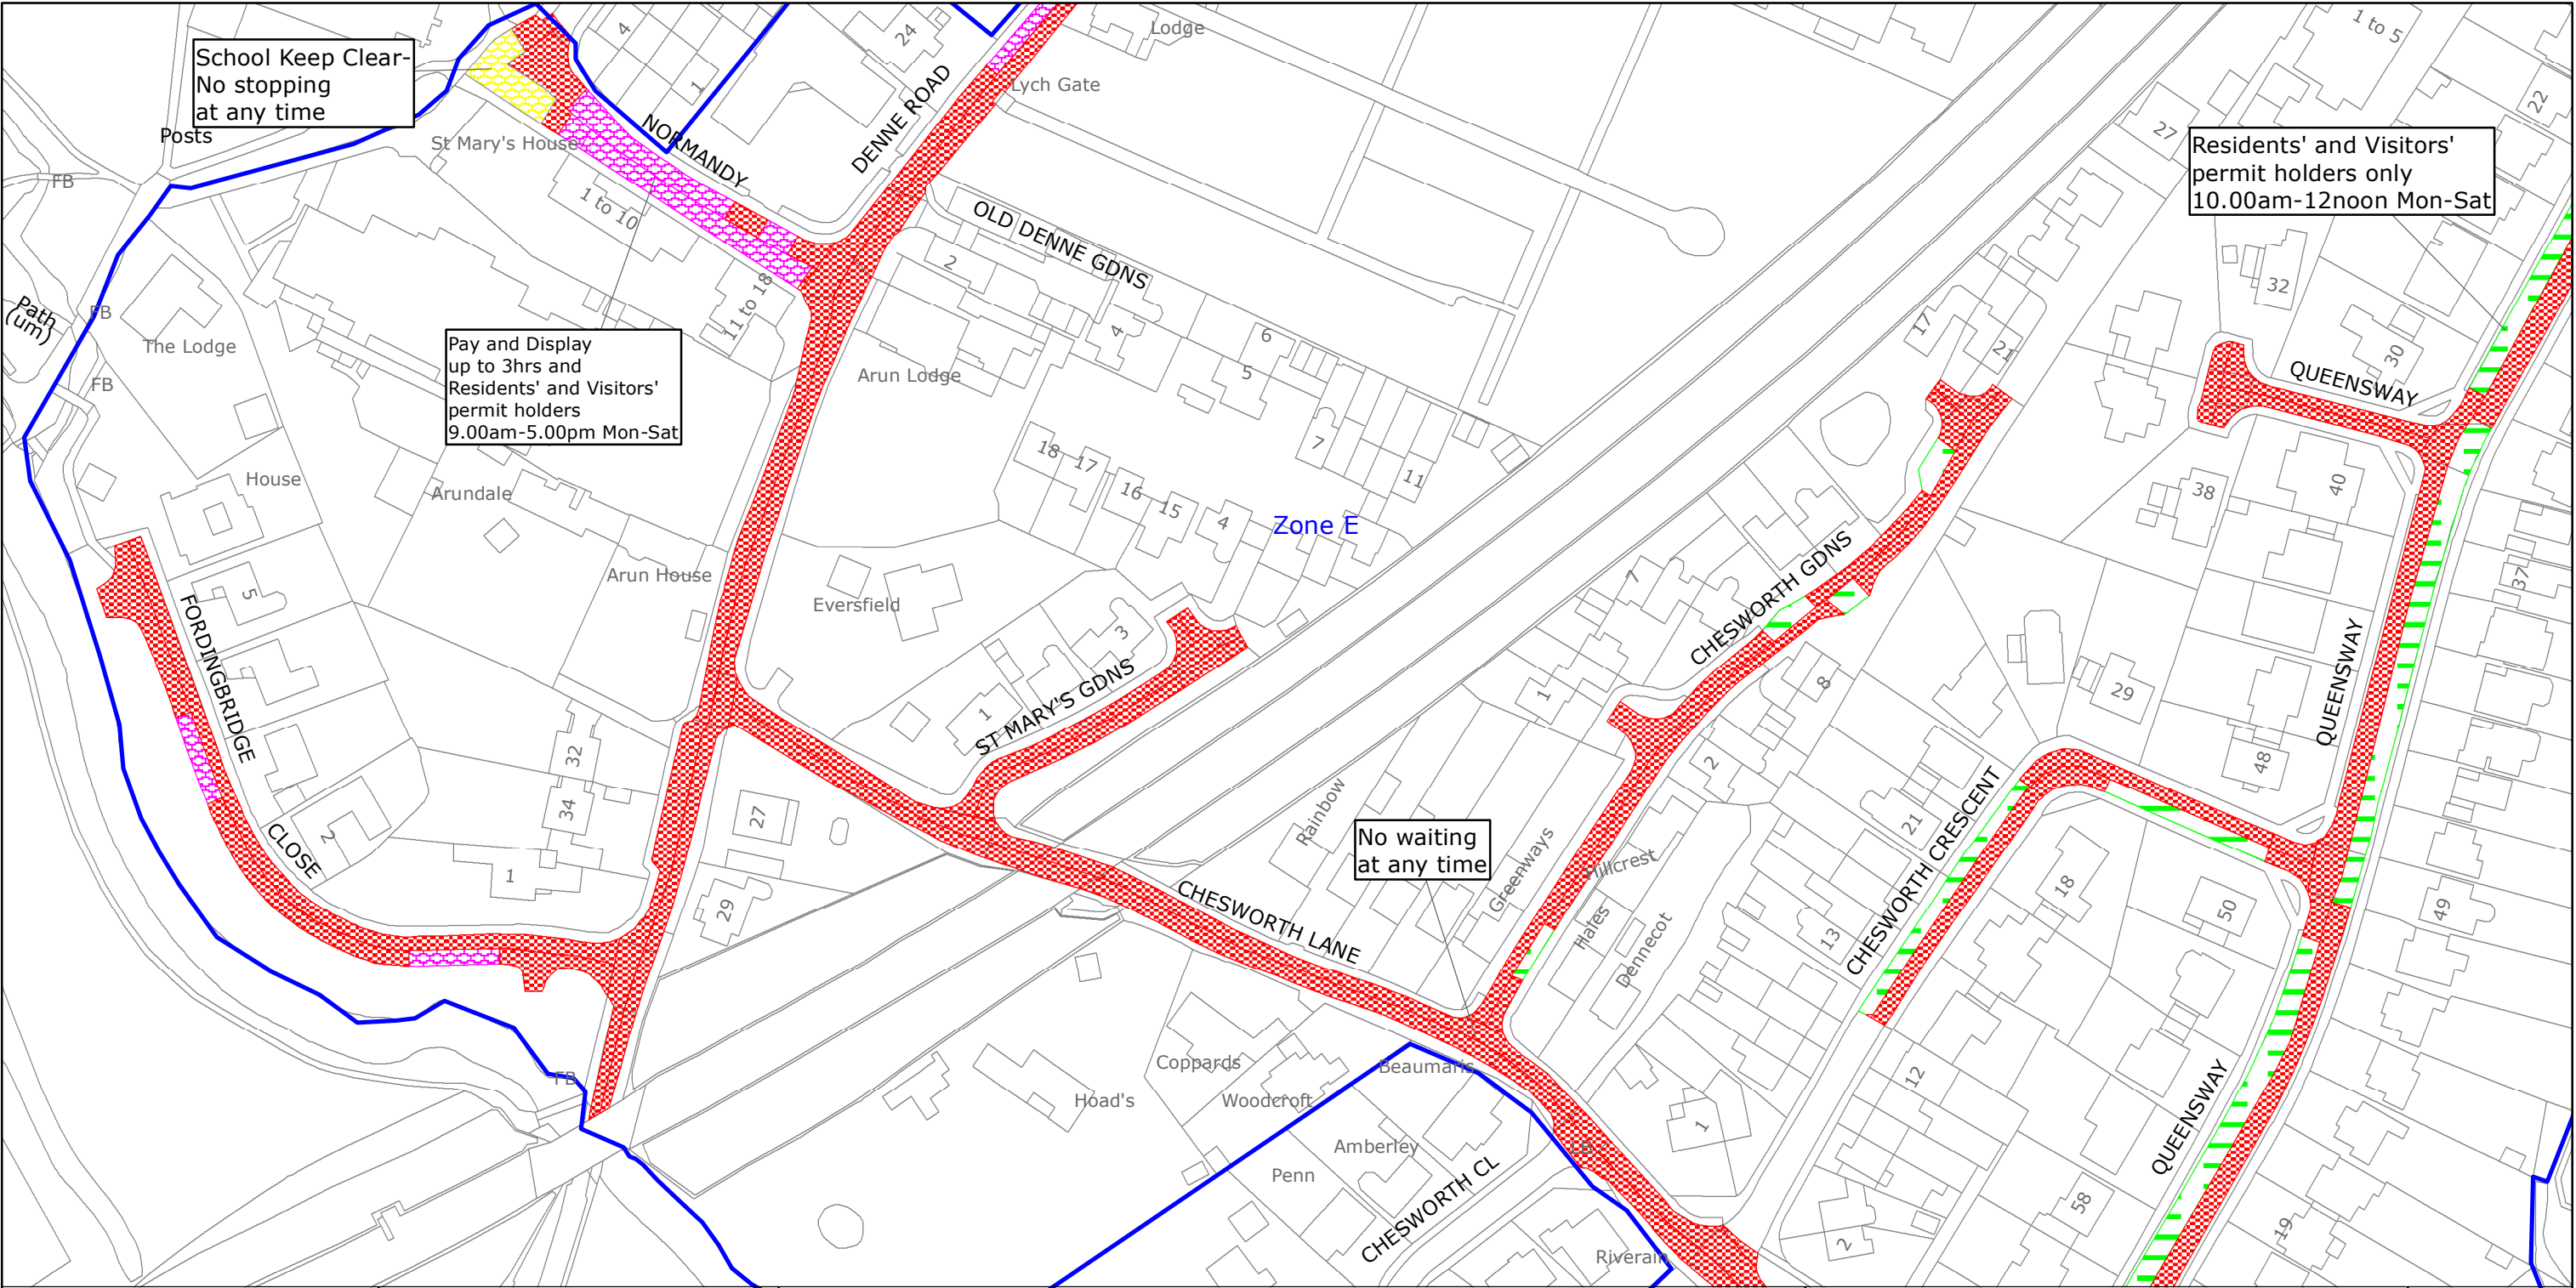 School Keep Clear-
No stopping
at any time
Posts
St Mary's House
4
1
24
Lodge
Lych Gate
NORMANDY
DENNE ROAD
1 to 10
11 to 18
OLD DENNE GDNS
2
4
6
5
7
11
Arun Lodge
1 to 5
22
27
Residents' and Visitors'
permit holders only
10.00am-12noon Mon-Sat
32
30
17
21
QUEENSWAY
FB
Path
(um)
FB
FB
The Lodge
House
Pay and Display
up to 3hrs and
Residents' and Visitors'
permit holders
9.00am-5.00pm Mon-Sat
Arundale
Arun House
18
17
16
15
4
Zone E
38
40
37
Eversfield
5
FORDINGBRIDGE
CLOSE
2
32
34
1
27
29
1
3
ST MARY'S GDNS
CHESWORTH GDNS
7
1
8
2
29
48
QUEENSWAY
Rainbow
No waiting
at any time
Greenways
Hillcrest
Hales
Dennecot
21
13
CHESWORTH CRESCENT
18
50
49
CHESWORTH LANE
FB
Hoad's
Coppards
Woodcroft
Beaumaris
Amberley
Penn
CHESWORTH CL
LB
1
12
2
58
19
QUEENSWAY
Riverain